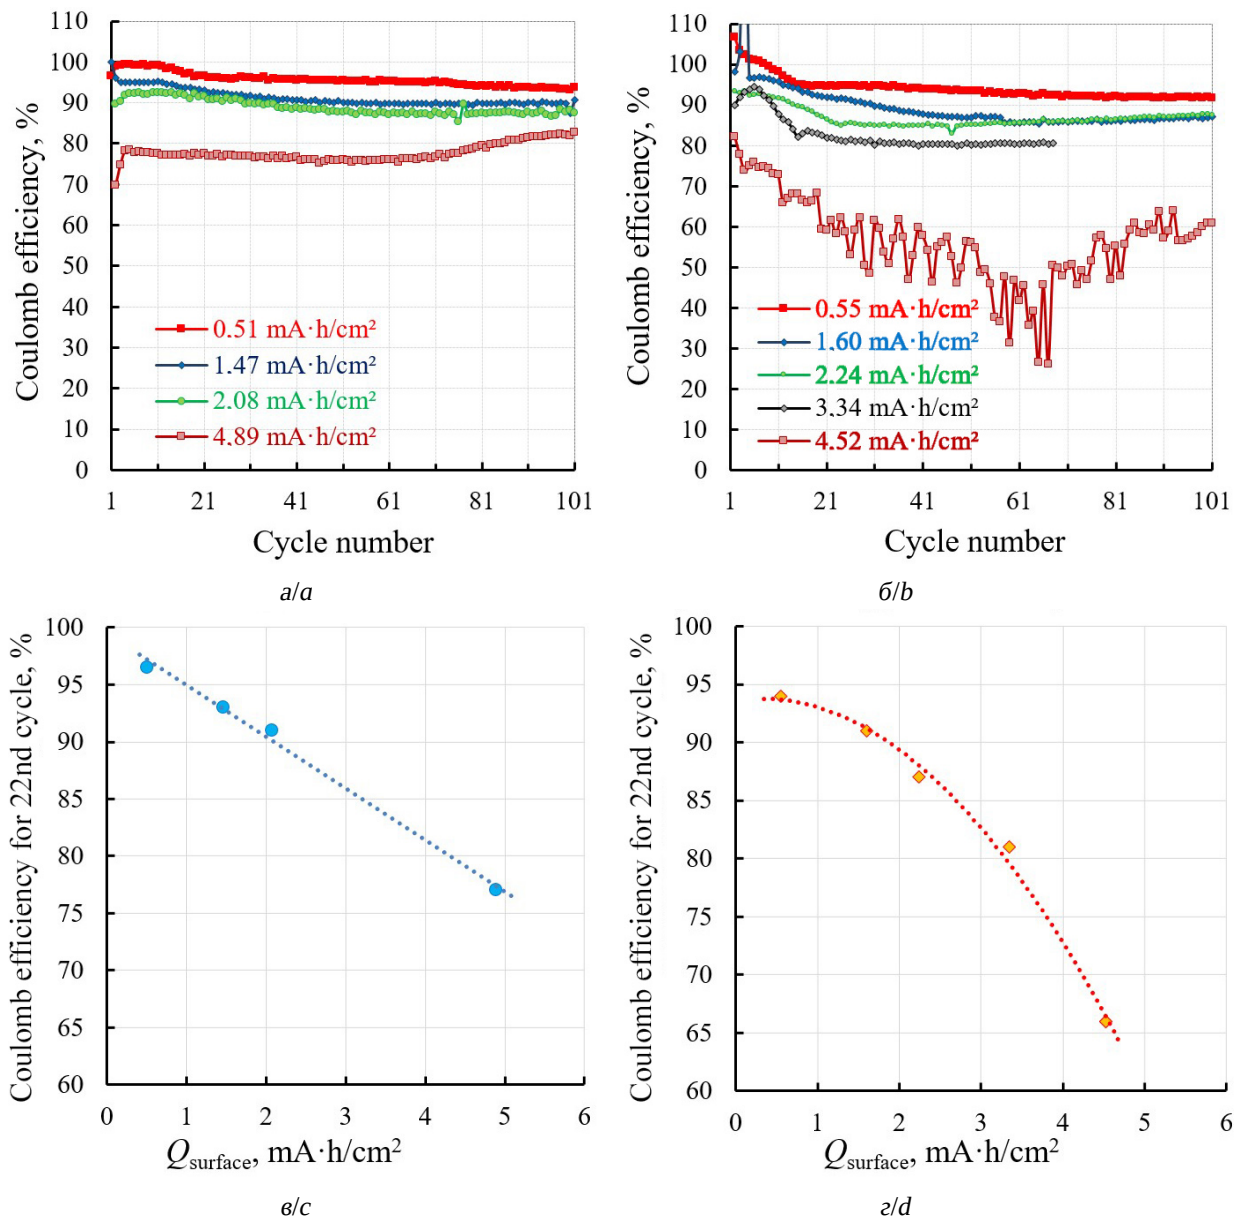 Coulomb efficiency, %
110
100
90
80
70
60
50
40
30
20
10
0
0.51 mA·h/cm²
1.47 mA·h/cm²
2.08 mA·h/cm²
4.89 mA·h/cm²
1 21 41 61 81 101
Cycle number
а/a
Coulomb efficiency, %
110
100
90
80
70
60
50
40
30
20
10
0
0.55 mA·h/cm²
1.60 mA·h/cm²
2.24 mA·h/cm²
3.34 mA·h/cm²
4.52 mA·h/cm²
1 21 41 61 81 101
Cycle number
б/b
Coulomb efficiency for 22nd cycle, %
100
95
90
85
80
75
70
65
60
0 1 2 3 4 5 6
Qsurface, mA·h/cm²
в/c
Coulomb efficiency for 22nd cycle, %
100
95
90
85
80
75
70
65
60
0 1 2 3 4 5 6
Qsurface, mA·h/cm²
г/d